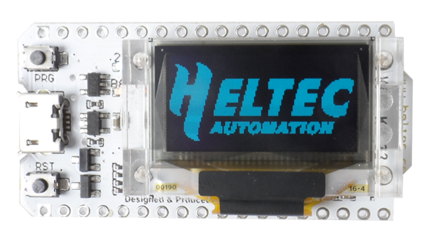 PRG
HELTEC
AUTOMATION
RST
00190
16-4
Designed & Produced